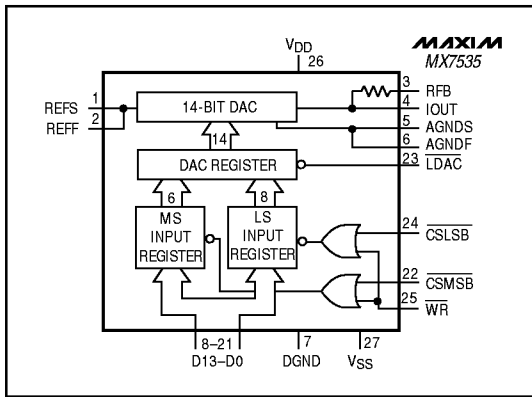 VDD
26
MAXIM
MX7535
REFS 1
REFF 2
14-BIT DAC
3 RFB
4 IOUT
5 AGNDS
6 AGNDF
14
DAC REGISTER
23 LDAC
6
8
MS INPUT REGISTER
LS INPUT REGISTER
24 CSLSB
22 CSMSB
25 WR
8–21
D13–D0
7
DGND
27
VSS